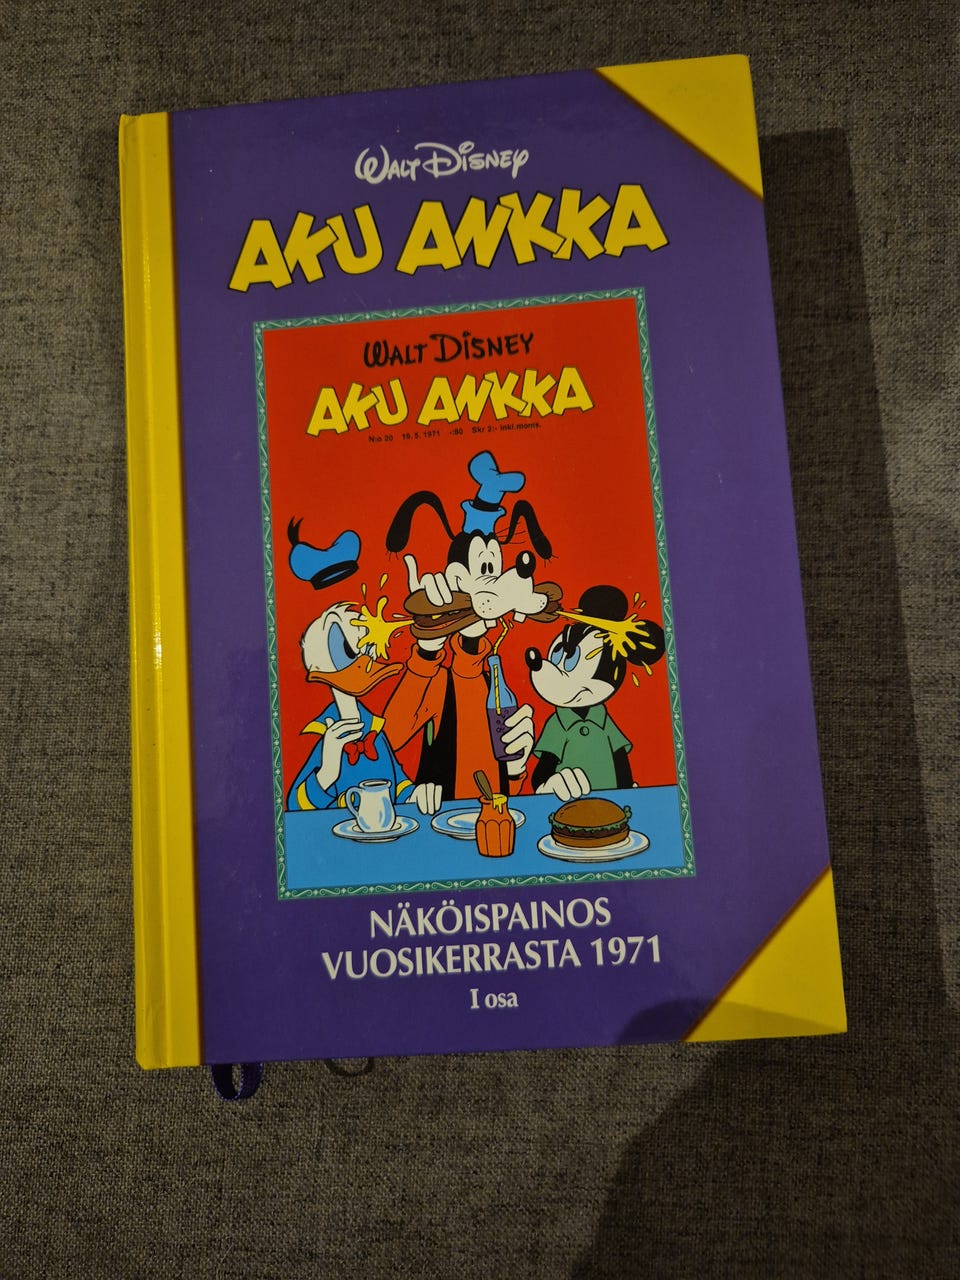 WALT DISNEY
AKU ANKKA
WALT DISNEY
AKU ANKKA
N:o 20 19.5.1971 -:80 Skr 2:- inkl.moms.
NÄKÖISPAINOS
VUOSIKERRASTA 1971
I osa